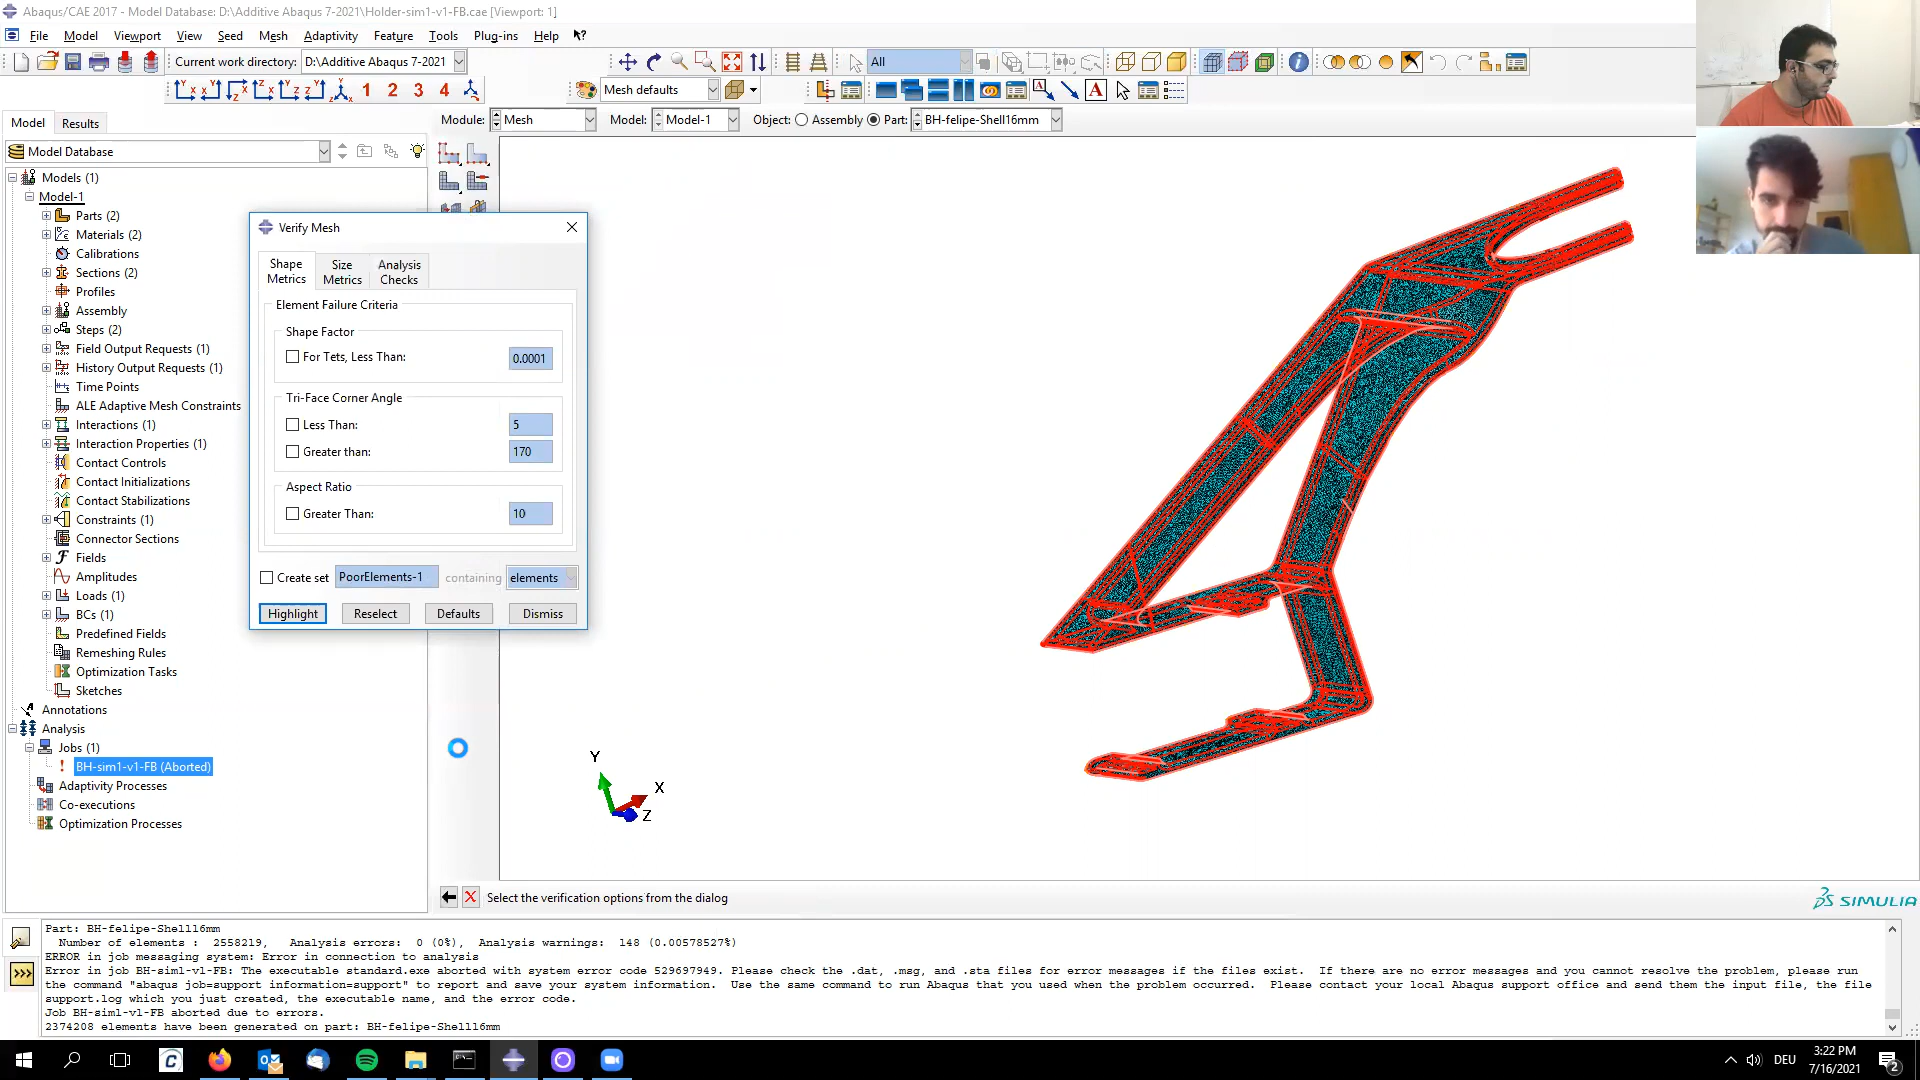 Abaqus/CAE 2017 - Model Database: D:\Additive Abaqus 7-2021\Holder-sim1-v1-FB.cae [Viewport: 1]
File Model Viewport View Seed Mesh Adaptivity Feature Tools Plug-ins Help
Current work directory: D:\Additive Abaqus 7-2021
All
1 2 3 4
Mesh defaults
Model Results
Module: Mesh Model: Model-1 Object: Assembly Part: BH-felipe-Shell16mm
Model Database
Models (1)
Model-1
Parts (2)
Materials (2)
Calibrations
Sections (2)
Profiles
Assembly
Steps (2)
Field Output Requests (1)
History Output Requests (1)
Time Points
ALE Adaptive Mesh Constraints
Interactions (1)
Interaction Properties (1)
Contact Controls
Contact Initializations
Contact Stabilizations
Constraints (1)
Connector Sections
Fields
Amplitudes
Loads (1)
BCs (1)
Predefined Fields
Remeshing Rules
Optimization Tasks
Sketches
Annotations
Analysis
Jobs (1)
BH-sim1-v1-FB (Aborted)
Adaptivity Processes
Co-executions
Optimization Processes
Verify Mesh
Shape Metrics
Size Metrics
Analysis Checks
Element Failure Criteria
Shape Factor
For Tets, Less Than: 0.0001
Tri-Face Corner Angle
Less Than: 5
Greater than: 170
Aspect Ratio
Greater Than: 10
Create set PoorElements-1 containing elements
Highlight Reselect Defaults Dismiss
Y
X
Z
Select the verification options from the dialog
SIMULIA
Part: BH-felipe-Shell16mm
Number of elements : 2558219, Analysis errors: 0 (0%), Analysis warnings: 148 (0.00578527%)
ERROR in job messaging system: Error in connection to analysis
Error in job BH-sim1-v1-FB: The executable standard.exe aborted with system error code 529697949. Please check the .dat, .msg, and .sta files for error messages if the files exist. If there are no error messages and you cannot resolve the problem, please run
the command "abaqus job=support information=support" to report and save your system information. Use the same command to run Abaqus that you used when the problem occurred. Please contact your local Abaqus support office and send them the input file, the file
support.log which you just created, the executable name, and the error code.
Job BH-sim1-v1-FB aborted due to errors.
2374208 elements have been generated on part: BH-felipe-Shell16mm
DEU
3:22 PM
7/16/2021
2